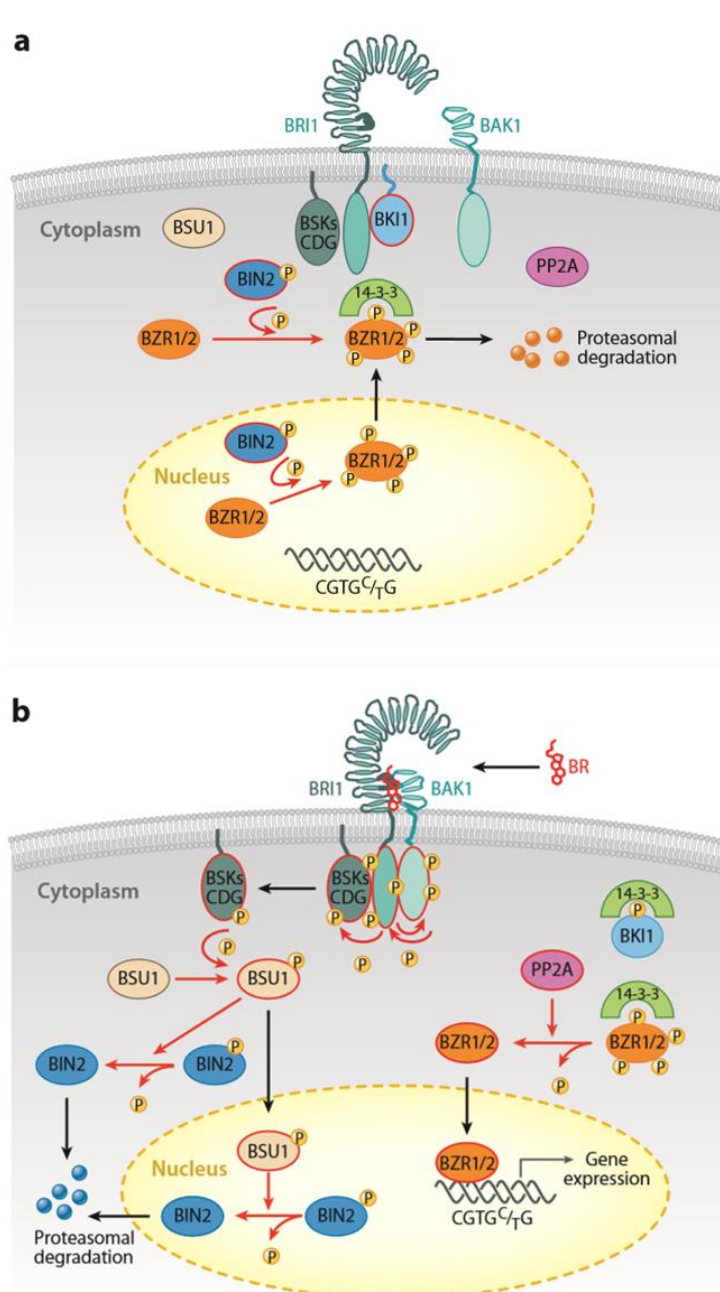 a
BRI1
BAK1
Cytoplasm
BSU1
BSKs
CDG
BKI1
PP2A
BIN2
P
14-3-3
P
P
BZR1/2
BZR1/2
P
P
P
Proteasomal
degradation
BIN2
P
P
P
Nucleus
BZR1/2
P
P
P
BZR1/2
CGTGC/TG
b
BR
BRI1
BAK1
Cytoplasm
BSKs
CDG
P
BSKs
CDG
P
P
P
P
P
P
P
P
P
14-3-3
P
BKI1
BSU1
BSU1
P
PP2A
14-3-3
P
BZR1/2
BZR1/2
P
P
P
P
BIN2
BIN2
P
P
BSU1
P
Nucleus
BIN2
BIN2
P
P
BZR1/2
Gene
expression
CGTGC/TG
Proteasomal
degradation